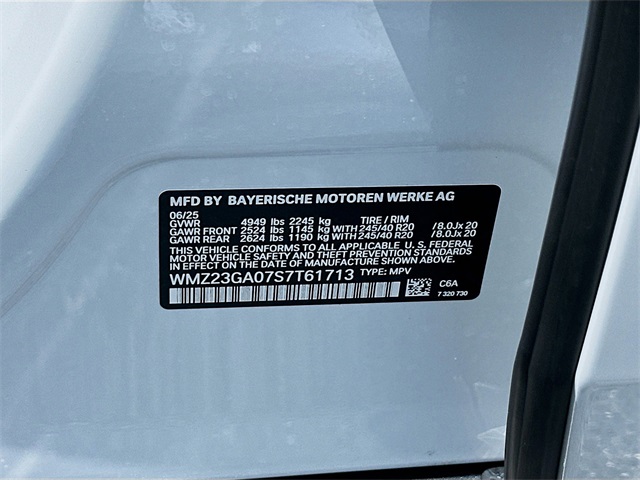 MFD BY BAYERISCHE MOTOREN WERKE AG
06/25
GVWR 4949 lbs 2245 kg TIRE / RIM
GAWR FRONT 2524 lbs 1145 kg WITH 245/40 R20 /8.0Jx 20
GAWR REAR 2624 lbs 1190 kg WITH 245/40 R20 /8.0Jx 20
THIS VEHICLE CONFORMS TO ALL APPLICABLE U. S. FEDERAL
MOTOR VEHICLE SAFETY AND THEFT PREVENTION STANDARDS
IN EFFECT ON THE DATE OF MANUFACTURE SHOWN ABOVE.
WMZ23GA07S7T61713 TYPE: MPV
C6A
7 320 730